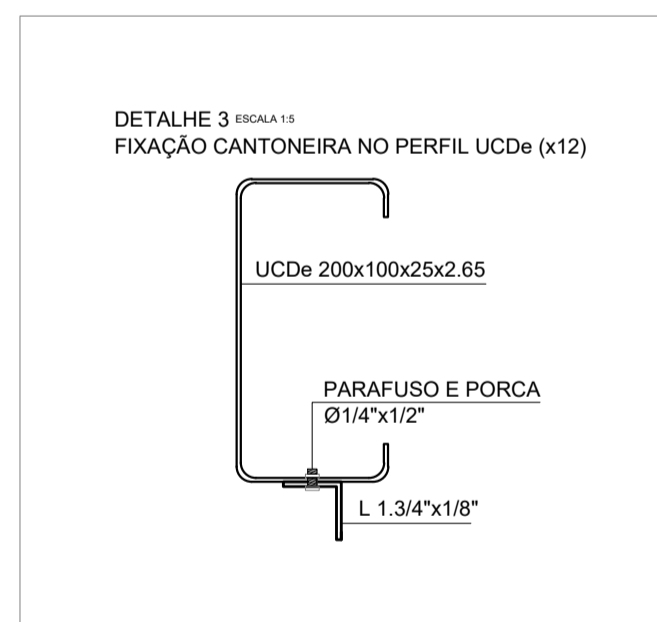 DETALHE 3 ESCALA 1:5
FIXAÇÃO CANTONEIRA NO PERFIL UCDe (x12)
UCDe 200x100x25x2.65
PARAFUSO E PORCA
Ø1/4"x1/2"
L 1.3/4"x1/8"